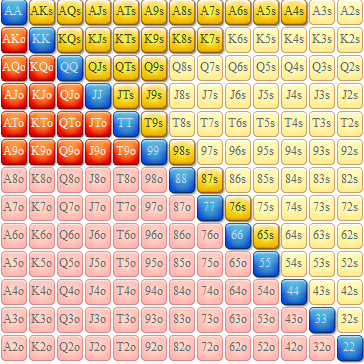 AA AKs AQs AJs ATs A9s A8s A7s A6s A5s A4s A3s A2s
AKo KK KQs KJs KTs K9s K8s K7s K6s K5s K4s K3s K2s
AQo KQo QQ QJs QTs Q9s Q8s Q7s Q6s Q5s Q4s Q3s Q2s
AJo KJo QJo JJ JTs J9s J8s J7s J6s J5s J4s J3s J2s
ATo KTo QTo JTo TT T9s T8s T7s T6s T5s T4s T3s T2s
A9o K9o Q9o J9o T9o 99 98s 97s 96s 95s 94s 93s 92s
A8o K8o Q8o J8o T8o 98o 88 87s 86s 85s 84s 83s 82s
A7o K7o Q7o J7o T7o 97o 87o 77 76s 75s 74s 73s 72s
A6o K6o Q6o J6o T6o 96o 86o 76o 66 65s 64s 63s 62s
A5o K5o Q5o J5o T5o 95o 85o 75o 65o 55 54s 53s 52s
A4o K4o Q4o J4o T4o 94o 84o 74o 64o 54o 44 43s 42s
A3o K3o Q3o J3o T3o 93o 83o 73o 63o 53o 43o 33 32s
A2o K2o Q2o J2o T2o 92o 82o 72o 62o 52o 42o 32o 22